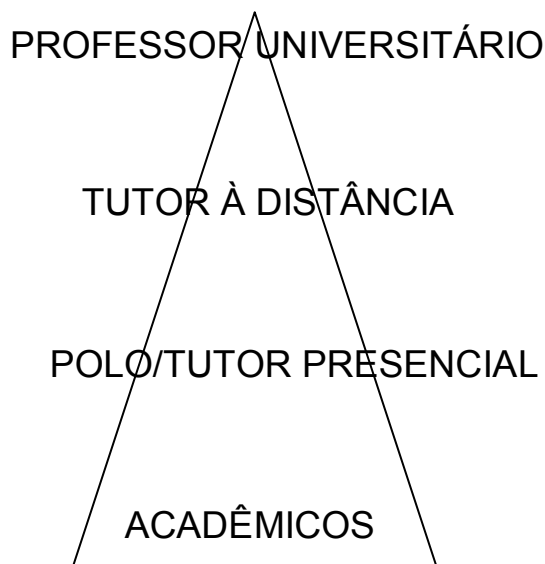 PROFESSOR UNIVERSITÁRIO
TUTOR À DISTÂNCIA
POLO/TUTOR PRESENCIAL
ACADÊMICOS